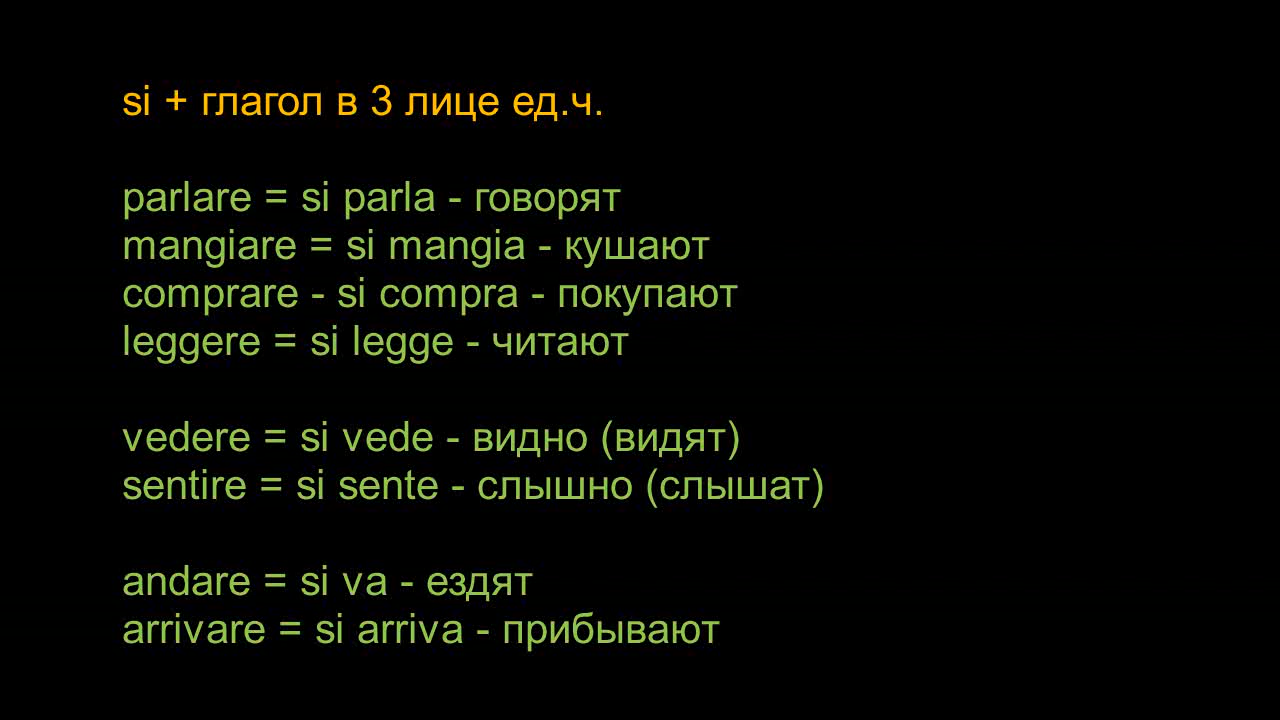 si + глагол в 3 лице ед.ч.
parlare = si parla - говорят
mangiare = si mangia - кушают
comprare - si compra - покупают
leggere = si legge - читают
vedere = si vede - видно (видят)
sentire = si sente - слышно (слышат)
andare = si va - ездят
arrivare = si arriva - прибывают